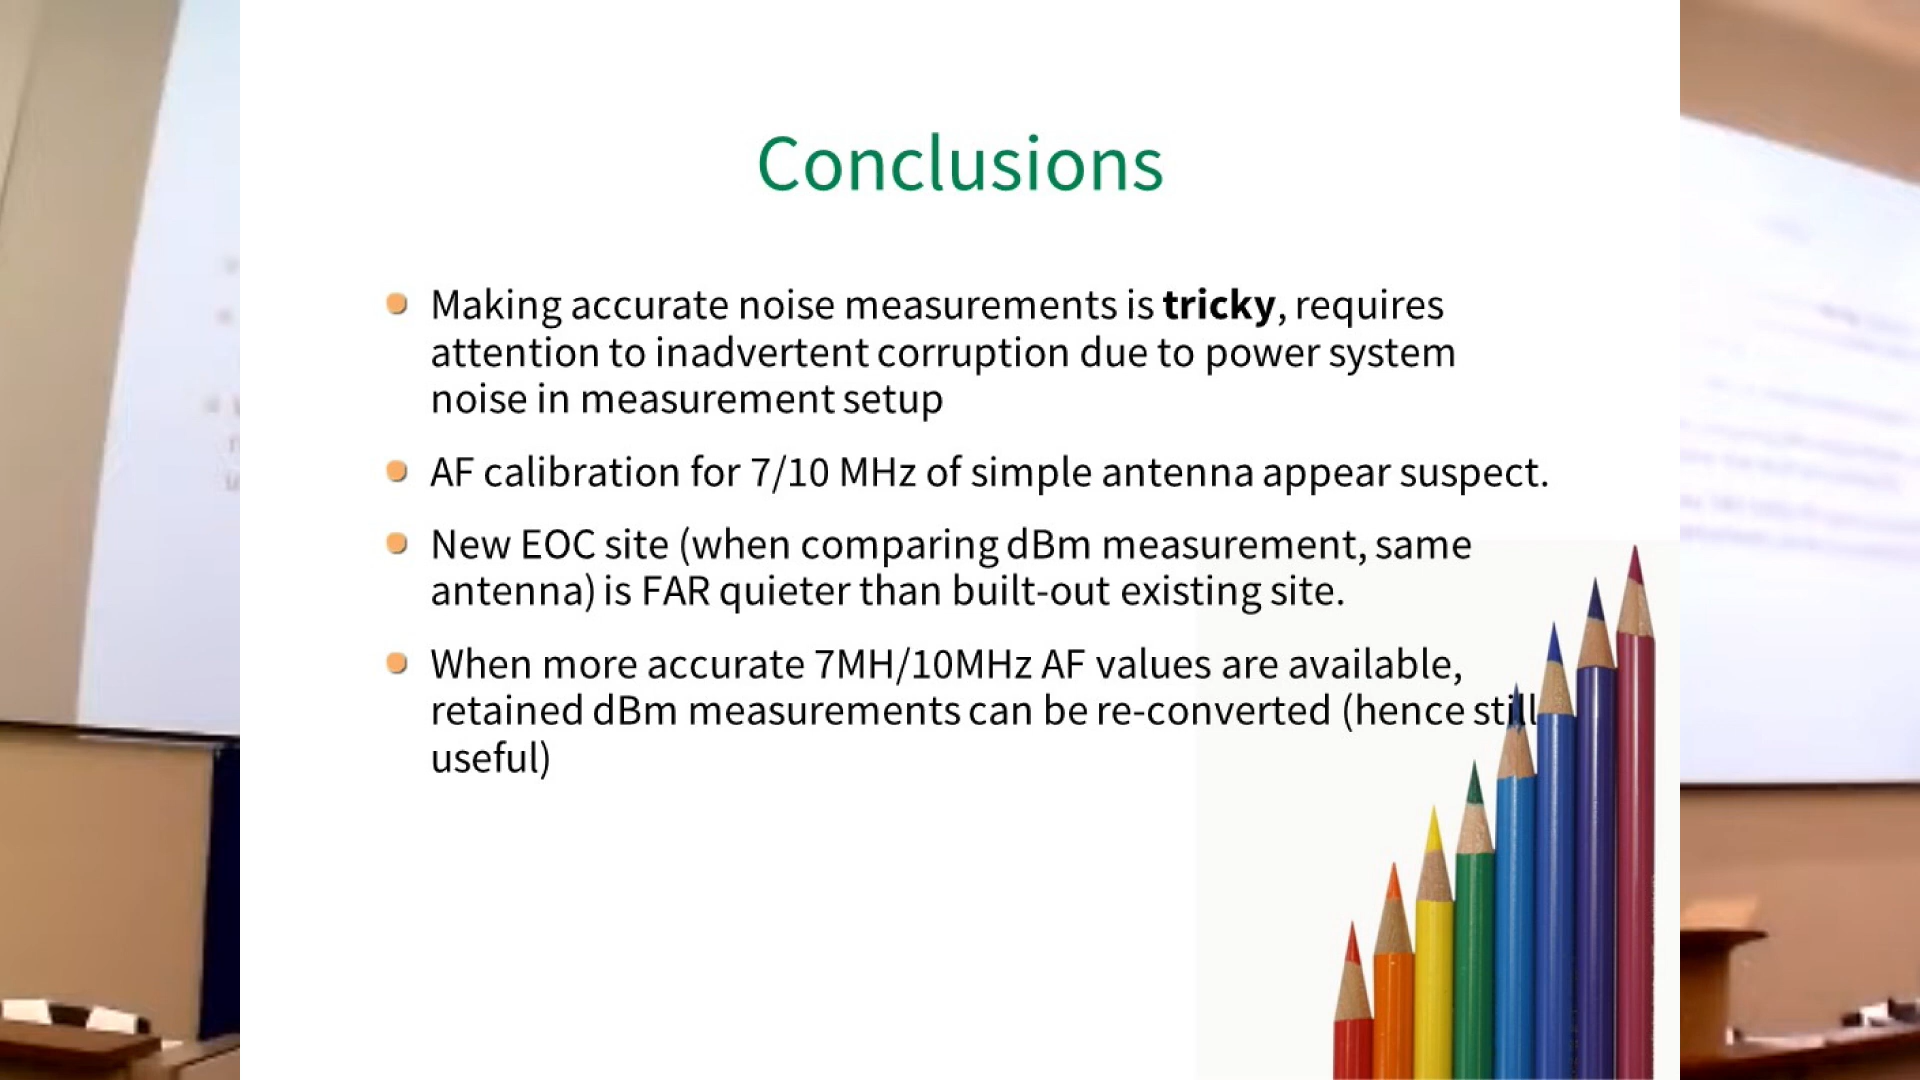 Conclusions
Making accurate noise measurements is tricky, requires
attention to inadvertent corruption due to power system
noise in measurement setup
AF calibration for 7/10 MHz of simple antenna appear suspect.
New EOC site (when comparing dBm measurement, same
antenna) is FAR quieter than built-out existing site.
When more accurate 7MH/10MHz AF values are available,
retained dBm measurements can be re-converted (hence still
useful)